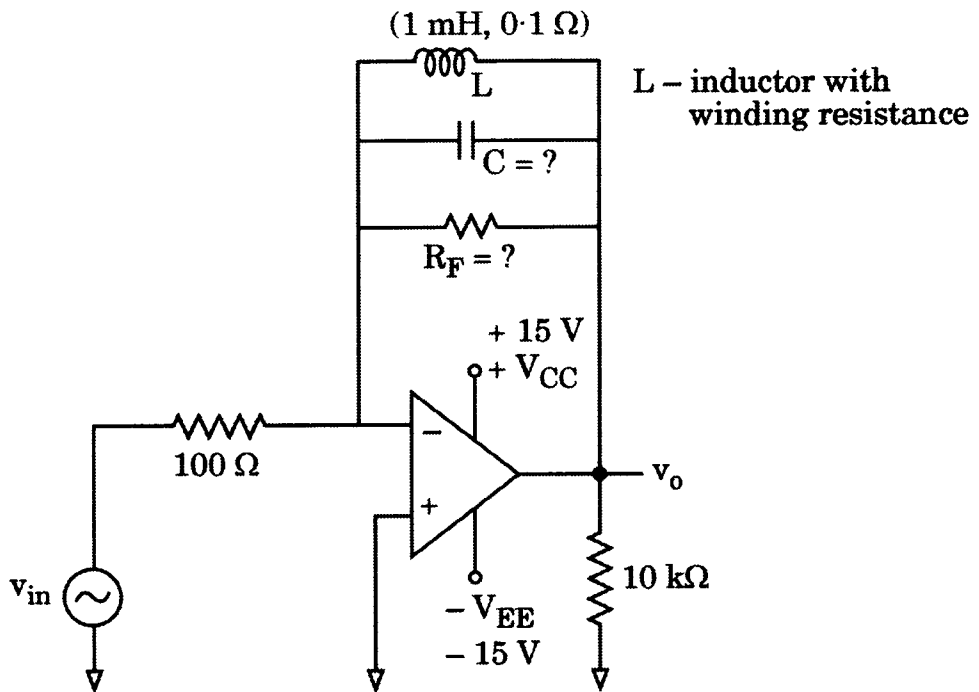 (1 mH, 0·1 Ω)
L
L – inductor with
winding resistance
C = ?
R_F = ?
+ 15 V
+ V_CC
–
+
100 Ω
v_o
v_in
10 kΩ
– V_EE
– 15 V